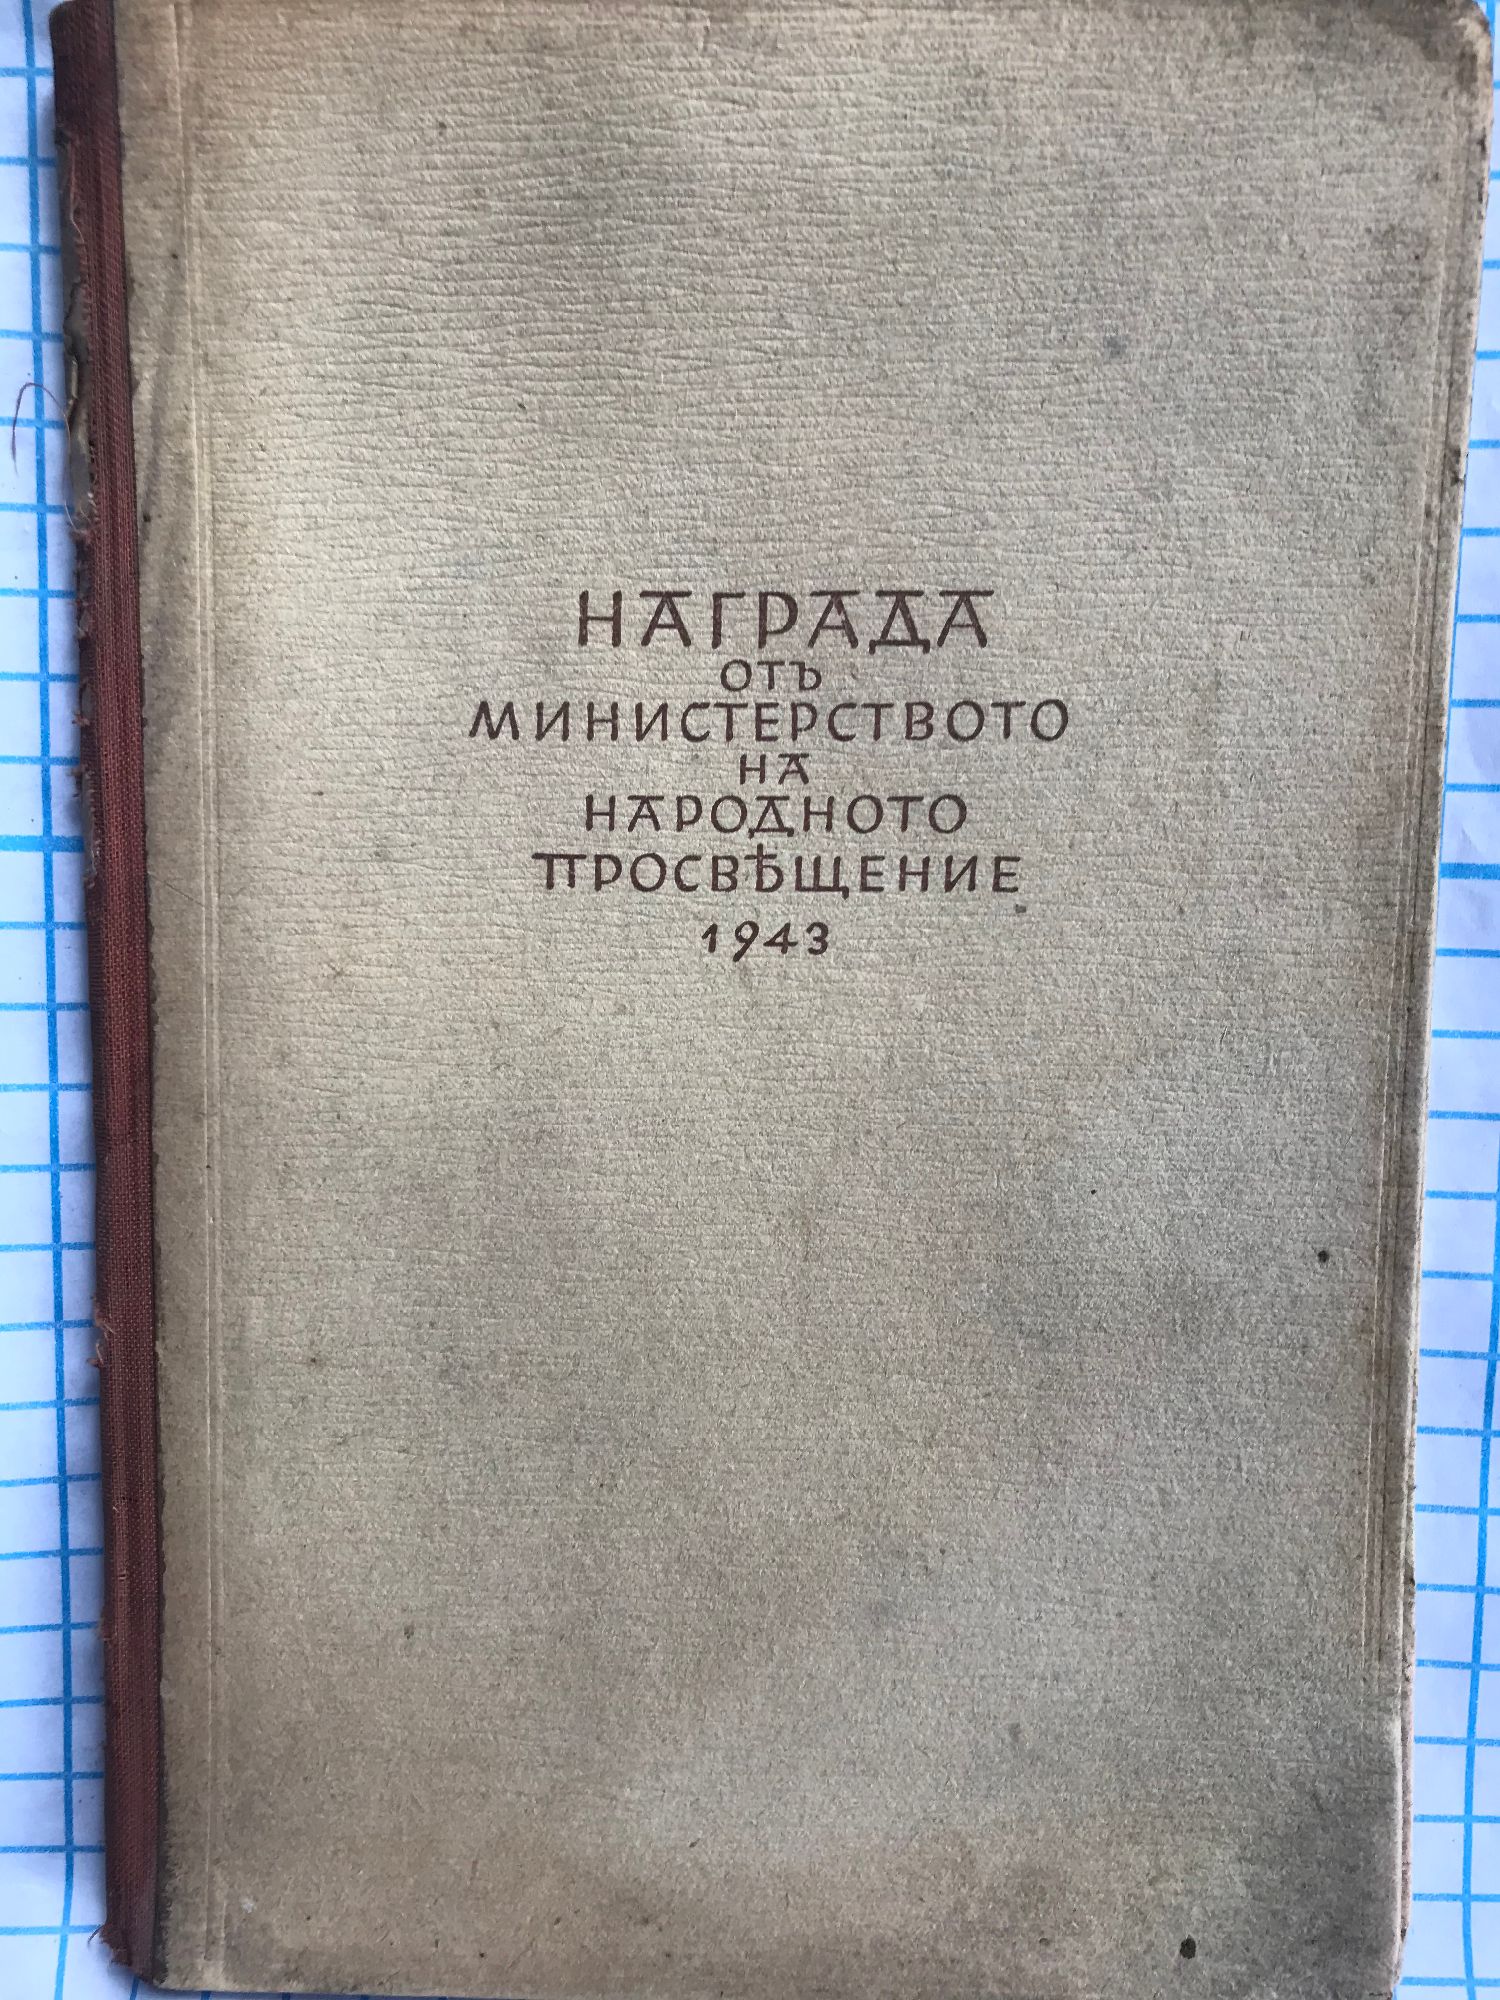 НАГРАДА
ОТЪ
МИНИСТЕРСТВОТО
НА
НАРОДНОТО
ПРОСВѢЩЕНИЕ
1943